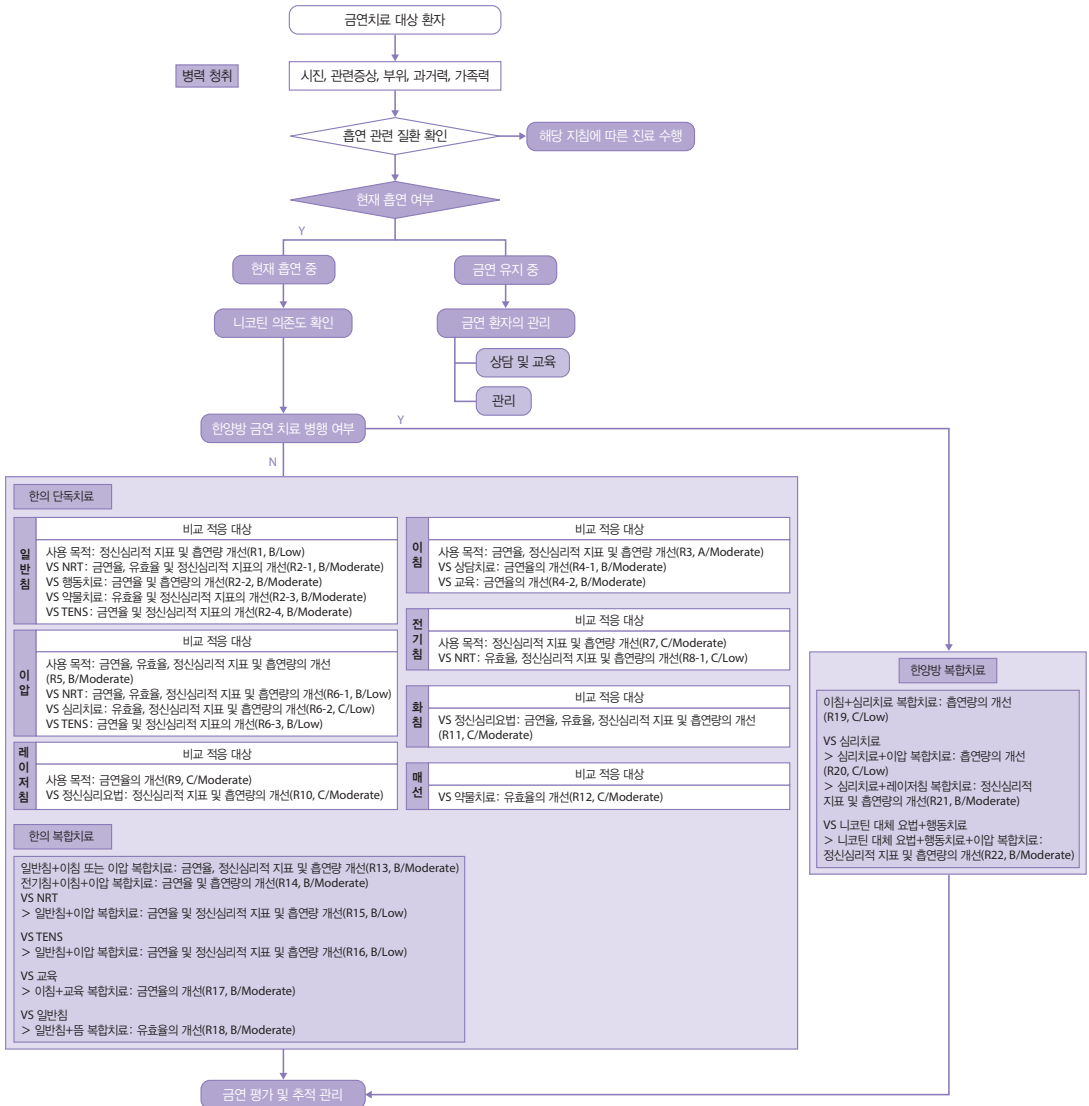 금연치료 대상 환자
병력 청취
시진, 관련증상, 부위, 과거력, 가족력
흡연 관련 질환 확인
해당 지침에 따른 진료 수행
현재 흡연 여부
Y
현재 흡연 중
금연 유지 중
니코틴 의존도 확인
금연 환자의 관리
상담 및 교육
관리
한양방 금연 치료 병행 여부
Y
N
한의 단독치료
일반침
비교 적응 대상
사용 목적: 정신심리적 지표 및 흡연량 개선(R1, B/Low)
VS NRT: 금연율, 유효율 및 정신심리적 지표의 개선(R2-1, B/Moderate)
VS 행동치료: 금연율 및 흡연량의 개선(R2-2, B/Moderate)
VS 약물치료: 유효율 및 정신심리적 지표의 개선(R2-3, B/Moderate)
VS TENS: 금연율 및 정신심리적 지표의 개선(R2-4, B/Moderate)
이압
비교 적응 대상
사용 목적: 금연율, 유효율, 정신심리적 지표 및 흡연량의 개선
(R5, B/Moderate)
VS NRT: 금연율, 유효율, 정신심리적 지표 및 흡연량의 개선(R6-1, B/Low)
VS 심리치료: 유효율, 정신심리적 지표 및 흡연량의 개선(R6-2, C/Low)
VS TENS: 금연율 및 정신심리적 지표의 개선(R6-3, B/Low)
레이저침
비교 적응 대상
사용 목적: 금연율의 개선(R9, C/Moderate)
VS 정신심리요법: 정신심리적 지표 및 흡연량의 개선(R10, C/Moderate)
이침
비교 적응 대상
사용 목적: 금연율, 정신심리적 지표 및 흡연량 개선(R3, A/Moderate)
VS 상담치료: 금연율의 개선(R4-1, B/Moderate)
VS 교육: 금연율의 개선(R4-2, B/Moderate)
전기침
비교 적응 대상
사용 목적: 정신심리적 지표 및 흡연량 개선(R7, C/Moderate)
VS NRT: 유효율, 정신심리적 지표 및 흡연량의 개선(R8-1, C/Low)
화침
비교 적응 대상
VS 정신심리요법: 금연율, 유효율, 정신심리적 지표 및 흡연량의 개선
(R11, C/Moderate)
매선
비교 적응 대상
VS 약물치료: 유효율의 개선(R12, C/Moderate)
한의 복합치료
일반침+이침 또는 이압 복합치료: 금연율, 정신심리적 지표 및 흡연량 개선(R13, B/Moderate)
전기침+이침+이압 복합치료: 금연율 및 흡연량의 개선(R14, B/Moderate)
VS NRT
> 일반침+이압 복합치료: 금연율 및 정신심리적 지표 및 흡연량 개선(R15, B/Low)
VS TENS
> 일반침+이압 복합치료: 금연율 및 정신심리적 지표 및 흡연량 개선(R16, B/Low)
VS 교육
> 이침+교육 복합치료: 금연율의 개선(R17, B/Moderate)
VS 일반침
> 일반침+뜸 복합치료: 유효율의 개선(R18, B/Moderate)
한양방 복합치료
이침+심리치료 복합치료: 흡연량의 개선
(R19, C/Low)
VS 심리치료
> 심리치료+이압 복합치료: 흡연량의 개선
(R20, C/Low)
> 심리치료+레이저침 복합치료: 정신심리적
지표 및 흡연량의 개선(R21, B/Moderate)
VS 니코틴 대체 요법+행동치료
> 니코틴 대체 요법+행동치료+이압 복합치료:
정신심리적 지표 및 흡연량의 개선(R22, B/Moderate)
금연 평가 및 추적 관리